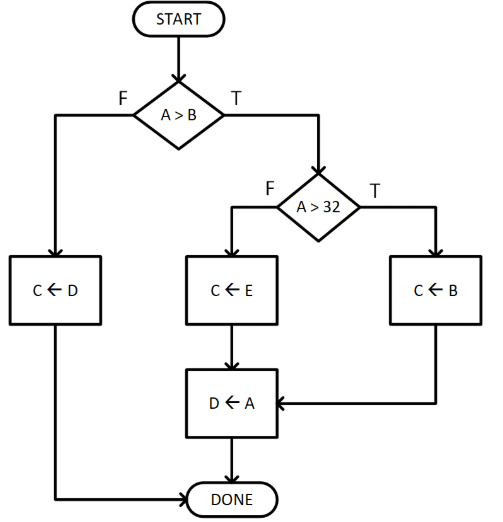 START
F
T
A > B
F
T
A > 32
C ← D
C ← E
C ← B
D ← A
DONE